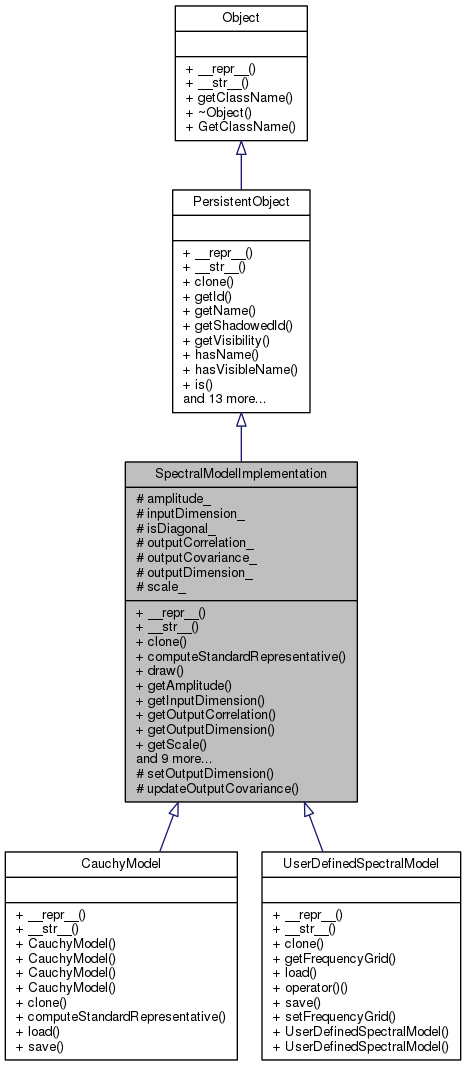 Object
+ __repr__()
+ __str__()
+ getClassName()
+ ~Object()
+ GetClassName()
PersistentObject
+ __repr__()
+ __str__()
+ clone()
+ getId()
+ getName()
+ getShadowedId()
+ getVisibility()
+ hasName()
+ hasVisibleName()
+ is()
and 13 more...
SpectralModelImplementation
# amplitude_
# inputDimension_
# isDiagonal_
# outputCorrelation_
# outputCovariance_
# outputDimension_
# scale_
+ __repr__()
+ __str__()
+ clone()
+ computeStandardRepresentative()
+ draw()
+ getAmplitude()
+ getInputDimension()
+ getOutputCorrelation()
+ getOutputDimension()
+ getScale()
and 9 more...
# setOutputDimension()
# updateOutputCovariance()
CauchyModel
+ __repr__()
+ __str__()
+ CauchyModel()
+ CauchyModel()
+ CauchyModel()
+ CauchyModel()
+ clone()
+ computeStandardRepresentative()
+ load()
+ save()
UserDefinedSpectralModel
+ __repr__()
+ __str__()
+ clone()
+ getFrequencyGrid()
+ load()
+ operator()()
+ save()
+ setFrequencyGrid()
+ UserDefinedSpectralModel()
+ UserDefinedSpectralModel()